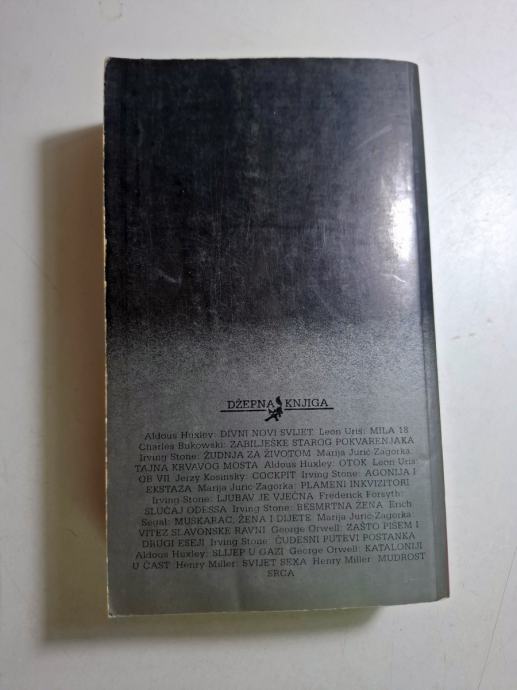 DŽEPNA KNJIGA
Aldous Huxley: DIVNI NOVI SVIJET Leon Uris: MILA 18
Charles Bukowski: ZABILJEŠKE STAROG POKVARENJAKA
Irving Stone: ŽUDNJA ZA ŽIVOTOM Marija Jurić-Zagorka:
TAJNA KRVAVOG MOSTA Aldous Huxley: OTOK Leon Uris:
QB VII Jerzy Kosinsky: COCKPIT Irving Stone: AGONIJA I
EKSTAZA Marija Jurić-Zagorka: PLAMENI INKVIZITORI
Irving Stone: LJUBAV JE VJEČNA Frederick Forsyth:
SLUČAJ ODESSA Irving Stone: BESMRTNA ŽENA Erich
Segal: MUŠKARAC, ŽENA I DIJETE Marija Jurić-Zagorka:
VITEZ SLAVONSKE RAVNI George Orwell: ZAŠTO PIŠEM I
DRUGI ESEJI Irving Stone: ČUDESNI PUTEVI POSTANKA
Aldous Huxley: SLIJEP U GAZI George Orwell: KATALONIJI
U ČAST Henry Miller: SVIJET SEXA Henry Miller: MUDROST
SRCA